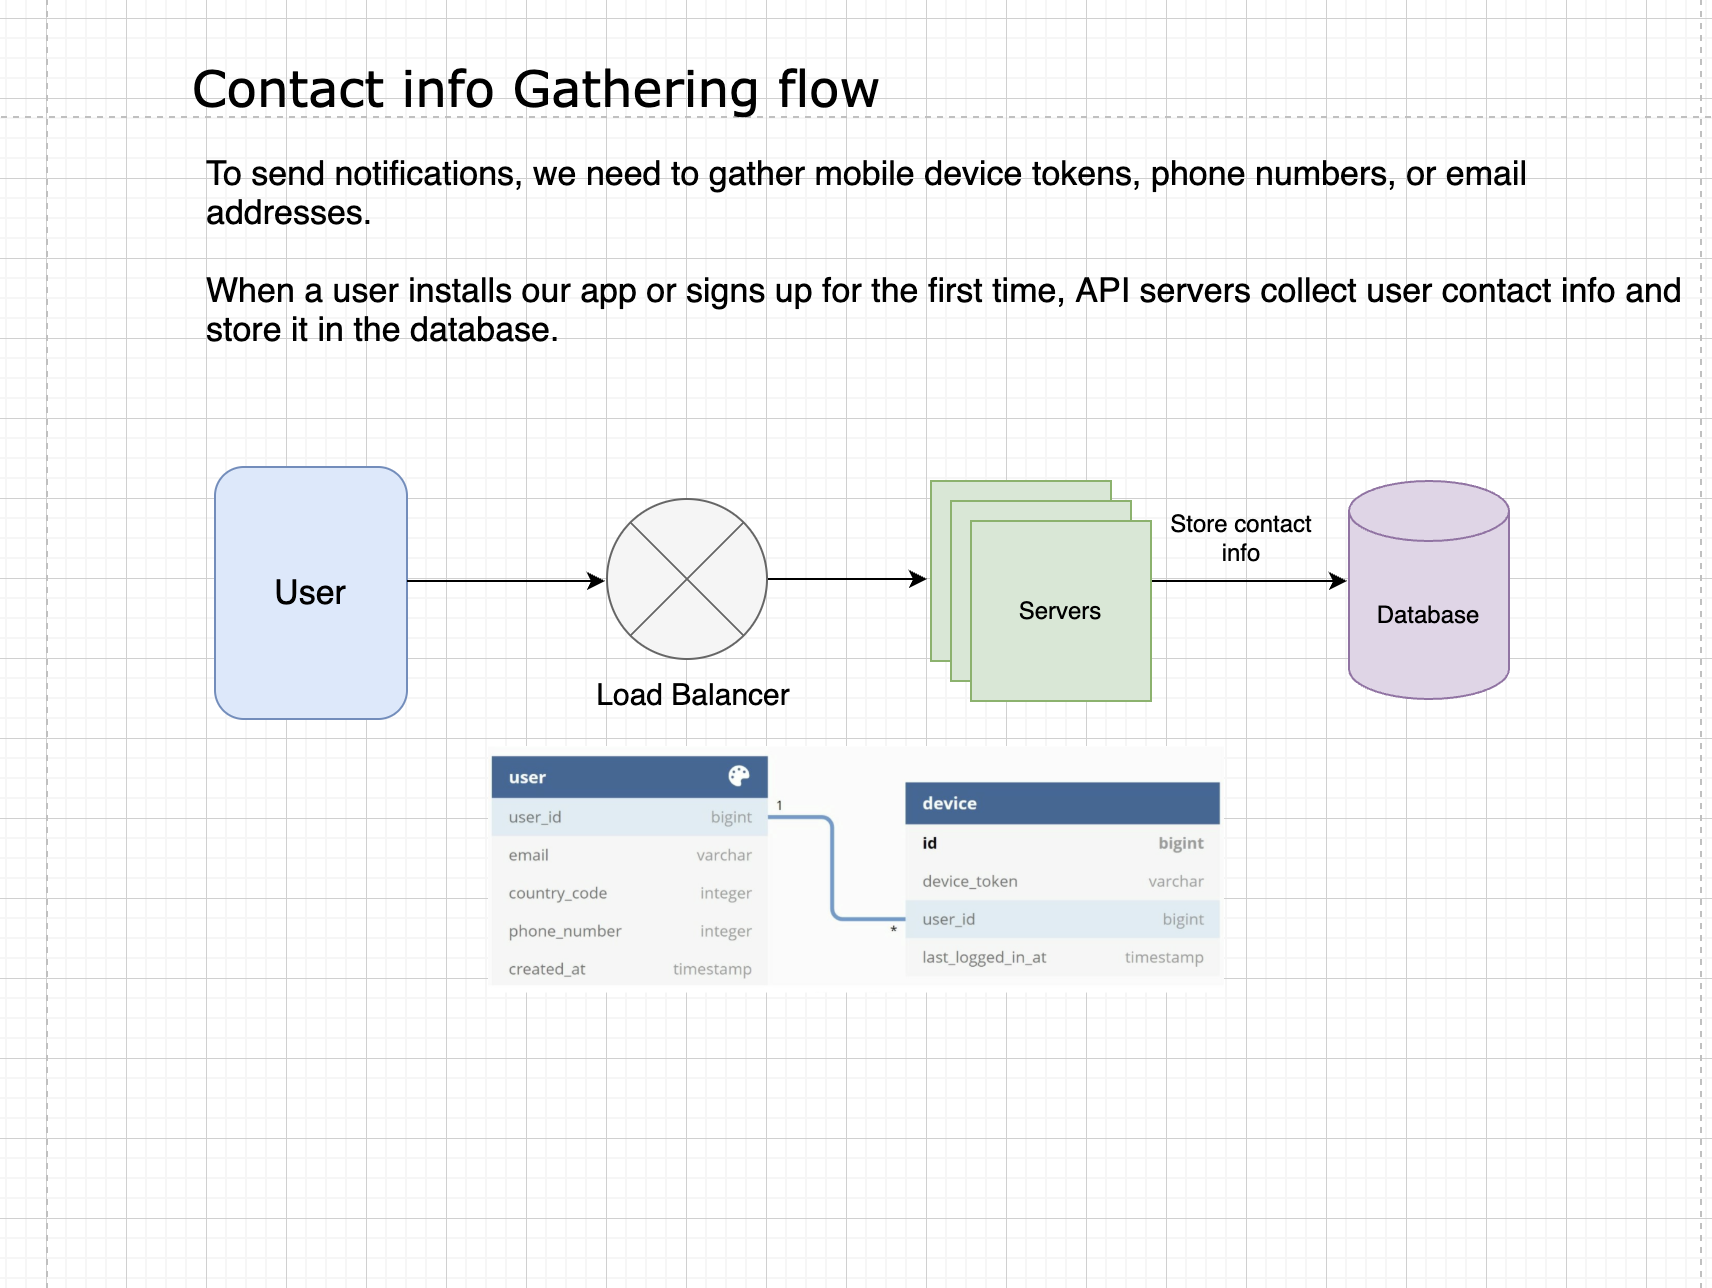 Contact info Gathering flow
To send notifications, we need to gather mobile device tokens, phone numbers, or email
addresses.
When a user installs our app or signs up for the first time, API servers collect user contact info and
store it in the database.
User
Load Balancer
Servers
Store contact
info
Database
user
user_id bigint
email varchar
country_code integer
phone_number integer
created_at timestamp
1
*
device
id bigint
device_token varchar
user_id bigint
last_logged_in_at timestamp